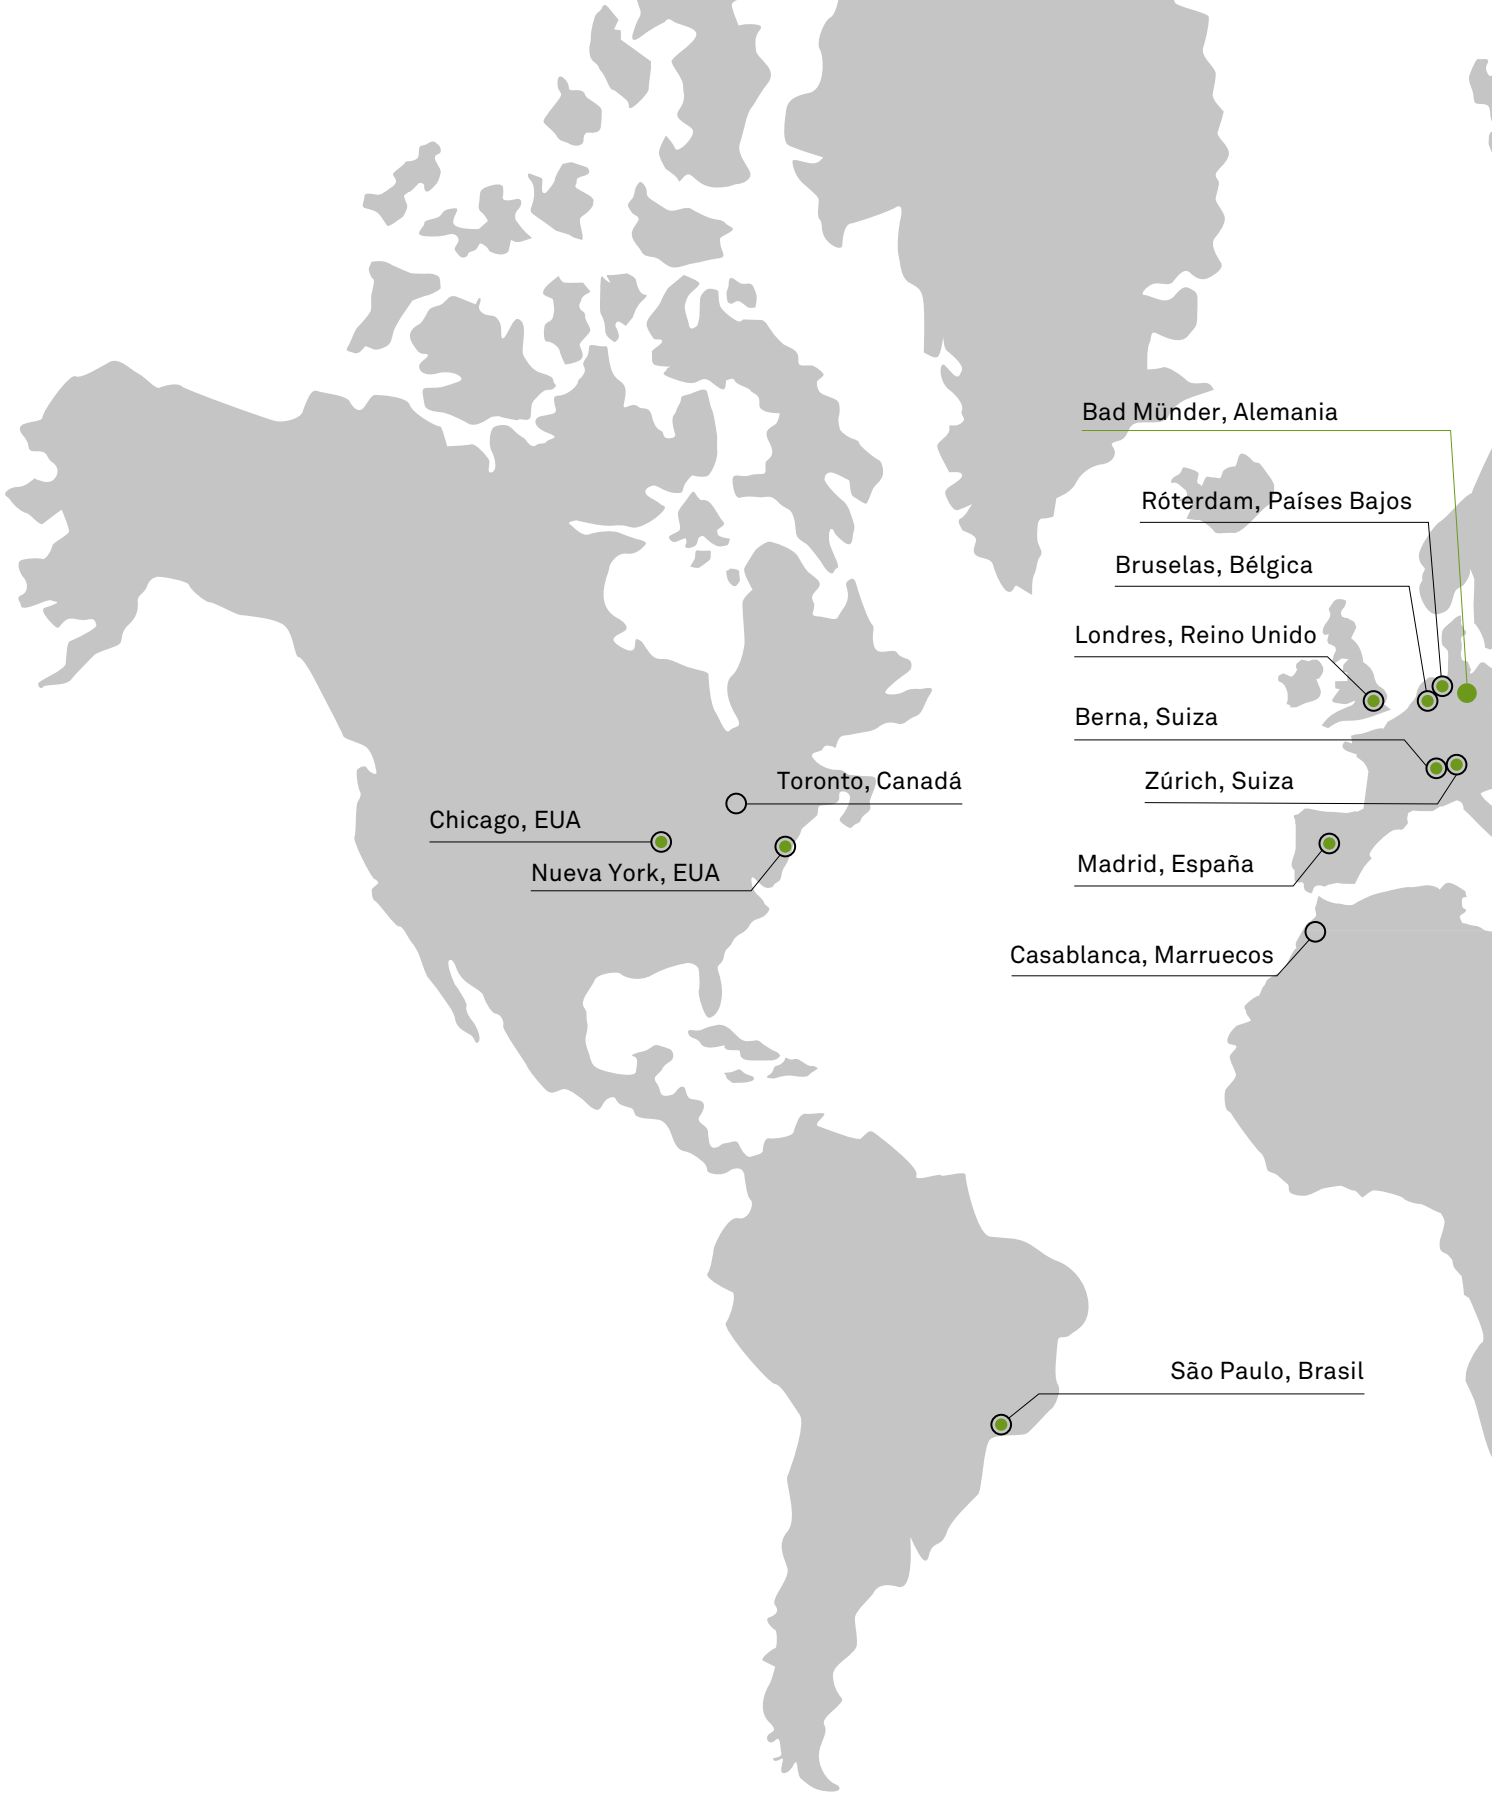 Bad Münder, Alemania
Róterdam, Países Bajos
Bruselas, Bélgica
Londres, Reino Unido
Berna, Suiza
Toronto, Canadá
Zúrich, Suiza
Chicago, EUA
Madrid, España
Nueva York, EUA
Casablanca, Marruecos
São Paulo, Brasil